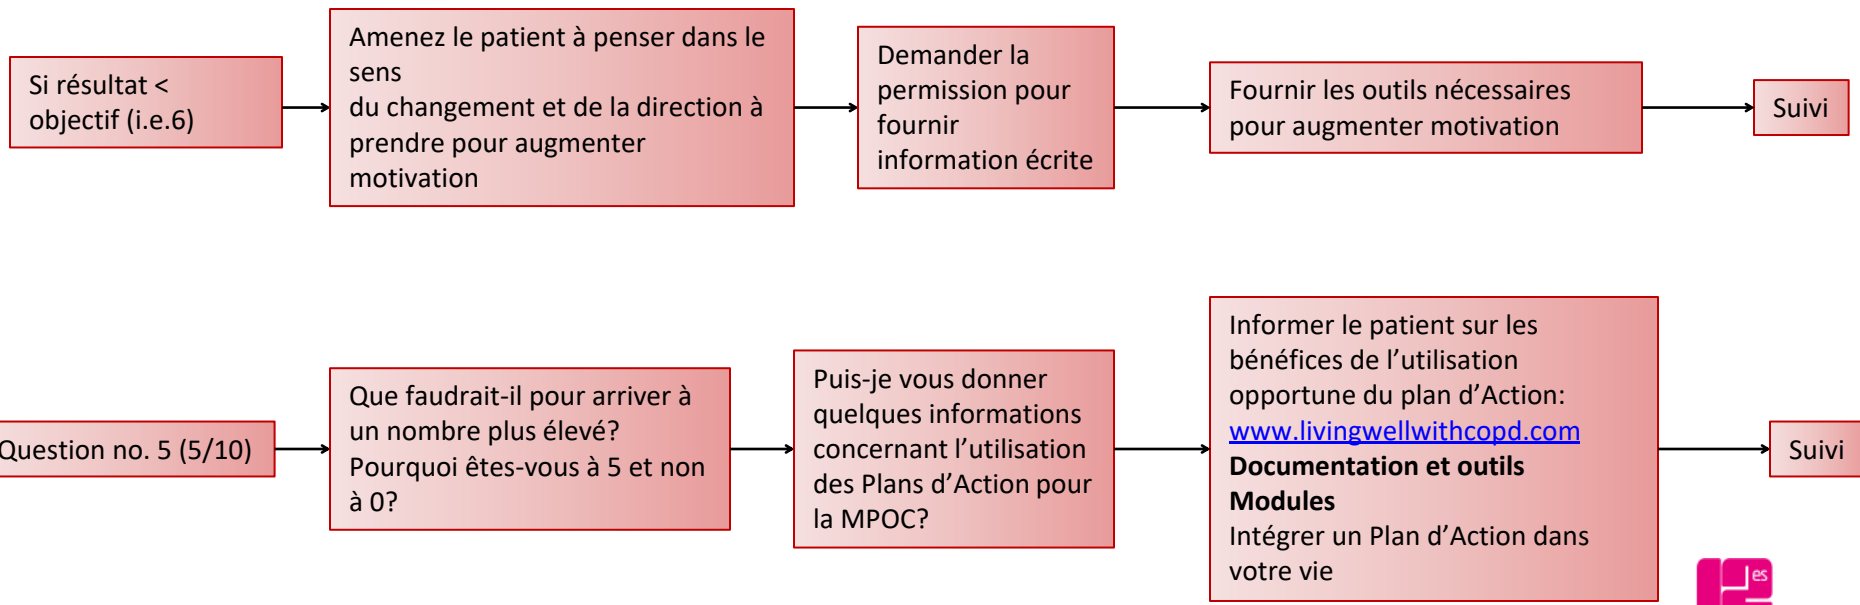 Si résultat <
objectif (i.e.6)
Amenez le patient à penser dans le
sens
du changement et de la direction à
prendre pour augmenter
motivation
Demander la
permission pour
fournir
information écrite
Fournir les outils nécessaires
pour augmenter motivation
Suivi
Question no. 5 (5/10)
Que faudrait-il pour arriver à
un nombre plus élevé?
Pourquoi êtes-vous à 5 et non
à 0?
Puis-je vous donner
quelques informations
concernant l’utilisation
des Plans d’Action pour
la MPOC?
Informer le patient sur les
bénéfices de l’utilisation
opportune du plan d’Action:
www.livingwellwithcopd.com
Documentation et outils
Modules
Intégrer un Plan d’Action dans
votre vie
Suivi
es